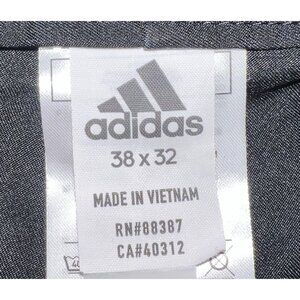 adidas
38 x 32
MADE IN VIETNAM
RN#88387
CA#40312